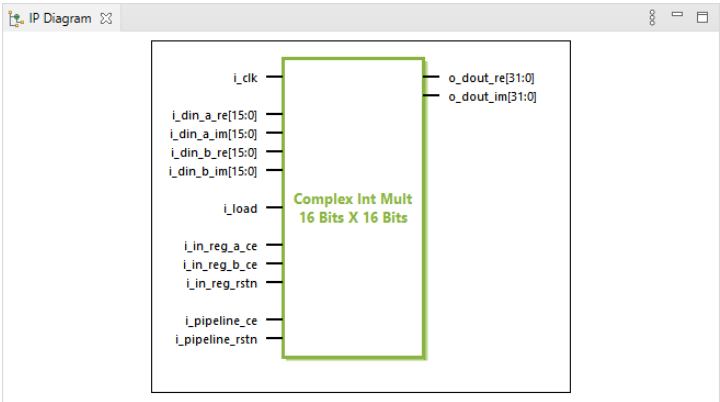 IP Diagram
i_clk
i_din_a_re[15:0]
i_din_a_im[15:0]
i_din_b_re[15:0]
i_din_b_im[15:0]
i_load
i_in_reg_a_ce
i_in_reg_b_ce
i_in_reg_rstn
i_pipeline_ce
i_pipeline_rstn
Complex Int Mult
16 Bits X 16 Bits
o_dout_re[31:0]
o_dout_im[31:0]